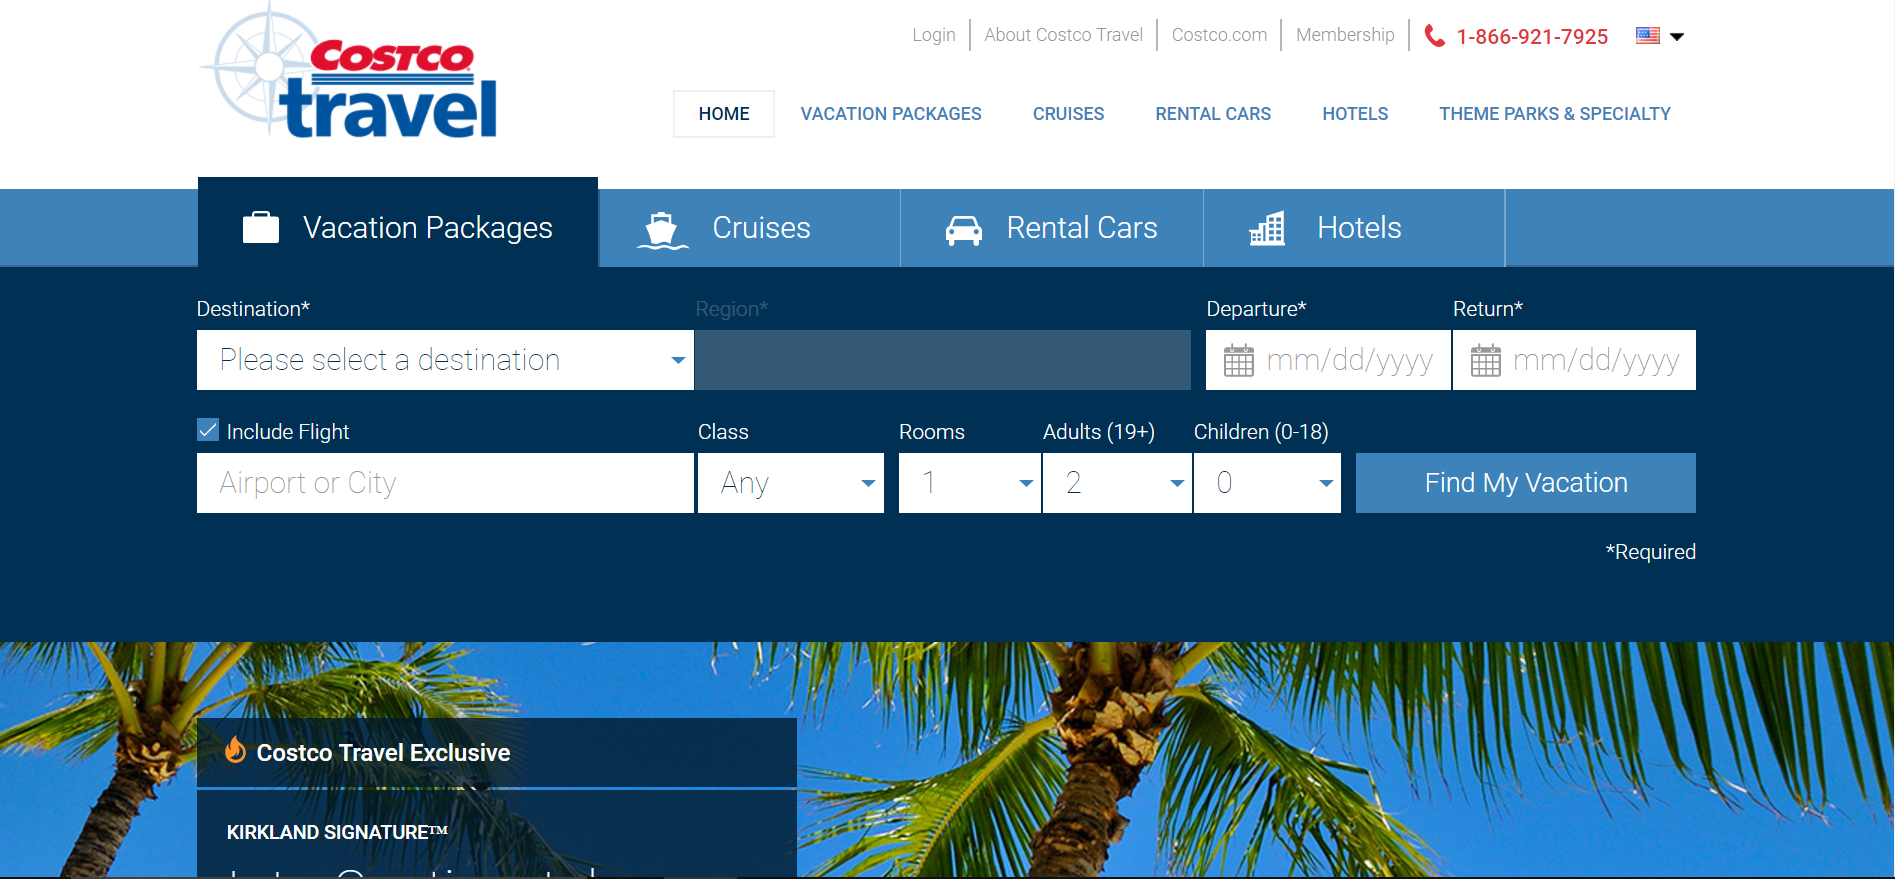 Costco
travel
Login
About Costco Travel
Costco.com
Membership
1-866-921-7925
HOME
VACATION PACKAGES
CRUISES
RENTAL CARS
HOTELS
THEME PARKS & SPECIALTY
Vacation Packages
Cruises
Rental Cars
Hotels
Destination*
Region*
Departure*
Return*
Please select a destination
mm/dd/yyyy
mm/dd/yyyy
Include Flight
Class
Rooms
Adults (19+)
Children (0-18)
Airport or City
Any
1
2
0
Find My Vacation
*Required
Costco Travel Exclusive
KIRKLAND SIGNATURE™